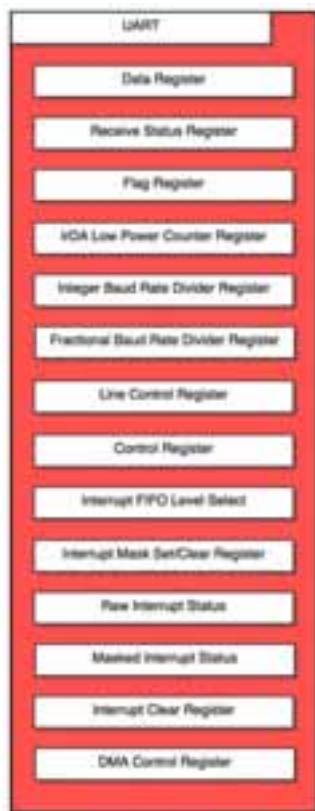 UART
Data Register
Receive Status Register
Flag Register
IrDA Low Power Counter Register
Integer Baud Rate Divider Register
Fractional Baud Rate Divider Register
Line Control Register
Control Register
Interrupt FIFO Level Select
Interrupt Mask Set/Clear Register
Raw Interrupt Status
Masked Interrupt Status
Interrupt Clear Register
DMA Control Register